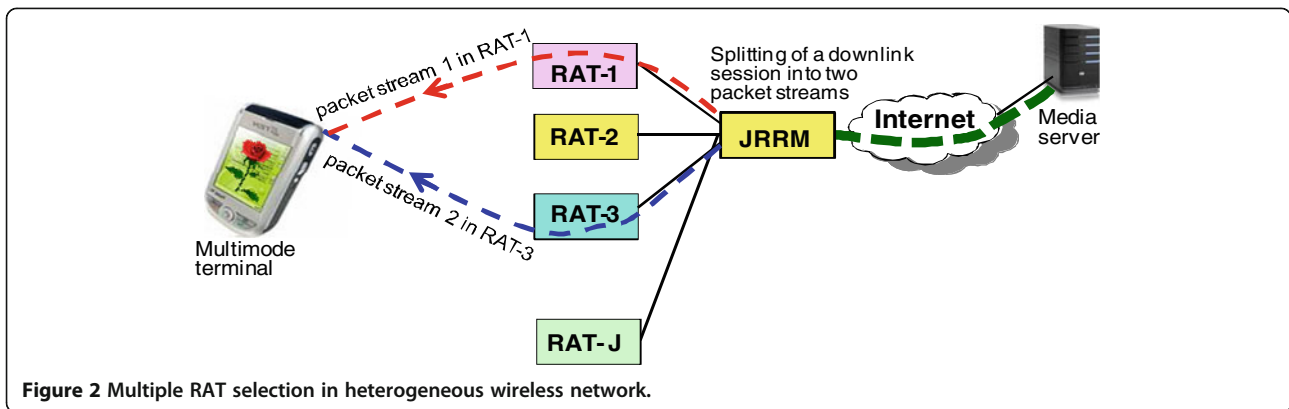 packet stream 1 in RAT-1
RAT-1
Splitting of a downlink
session into two
packet streams
RAT-2
JRRM
Internet
Media
server
packet stream 2 in RAT-3
RAT-3
Multimode
terminal
RAT-J
Figure 2 Multiple RAT selection in heterogeneous wireless network.